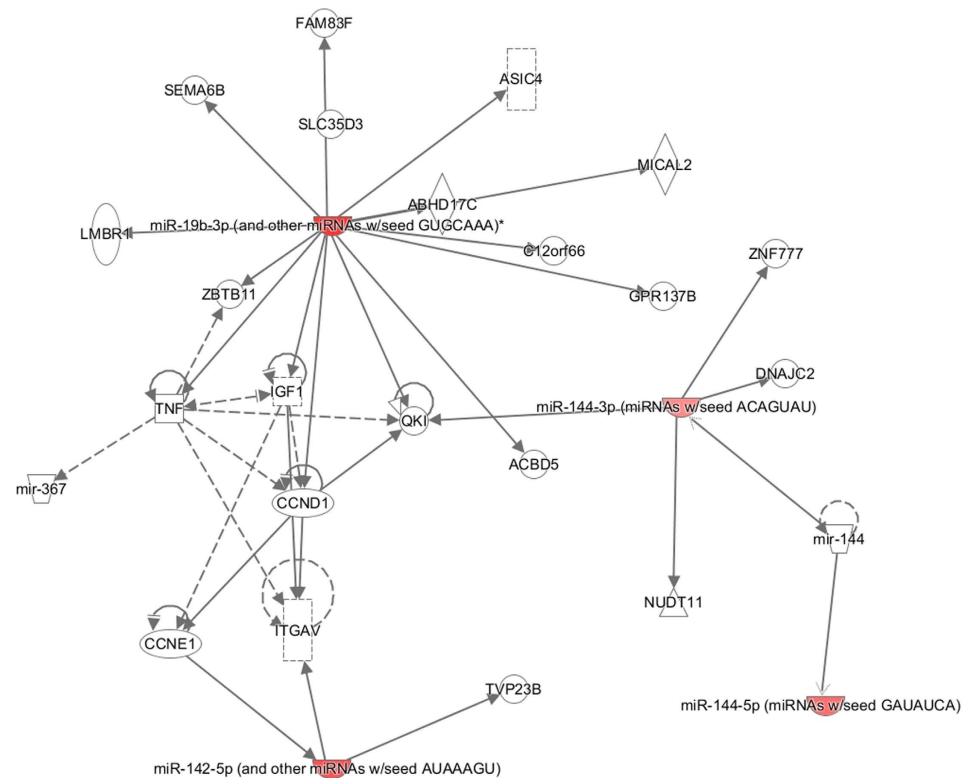 FAM83F
ASIC4
SEMA6B
SLC35D3
MICAL2
ABHD17C
miR-19b-3p (and other miRNAs w/seed GUGCAAA)*
LMBR1
C12orf66
ZNF777
ZBTB11
GPR137B
DNAJC2
IGF1
TNF
miR-144-3p (miRNAs w/seed ACAGUAU)
QKI
ACBD5
mir-367
CCND1
mir-144
NUDT11
ITGAV
CCNE1
TVP23B
miR-144-5p (miRNAs w/seed GAUAUCA)
miR-142-5p (and other miRNAs w/seed AUAAAGU)